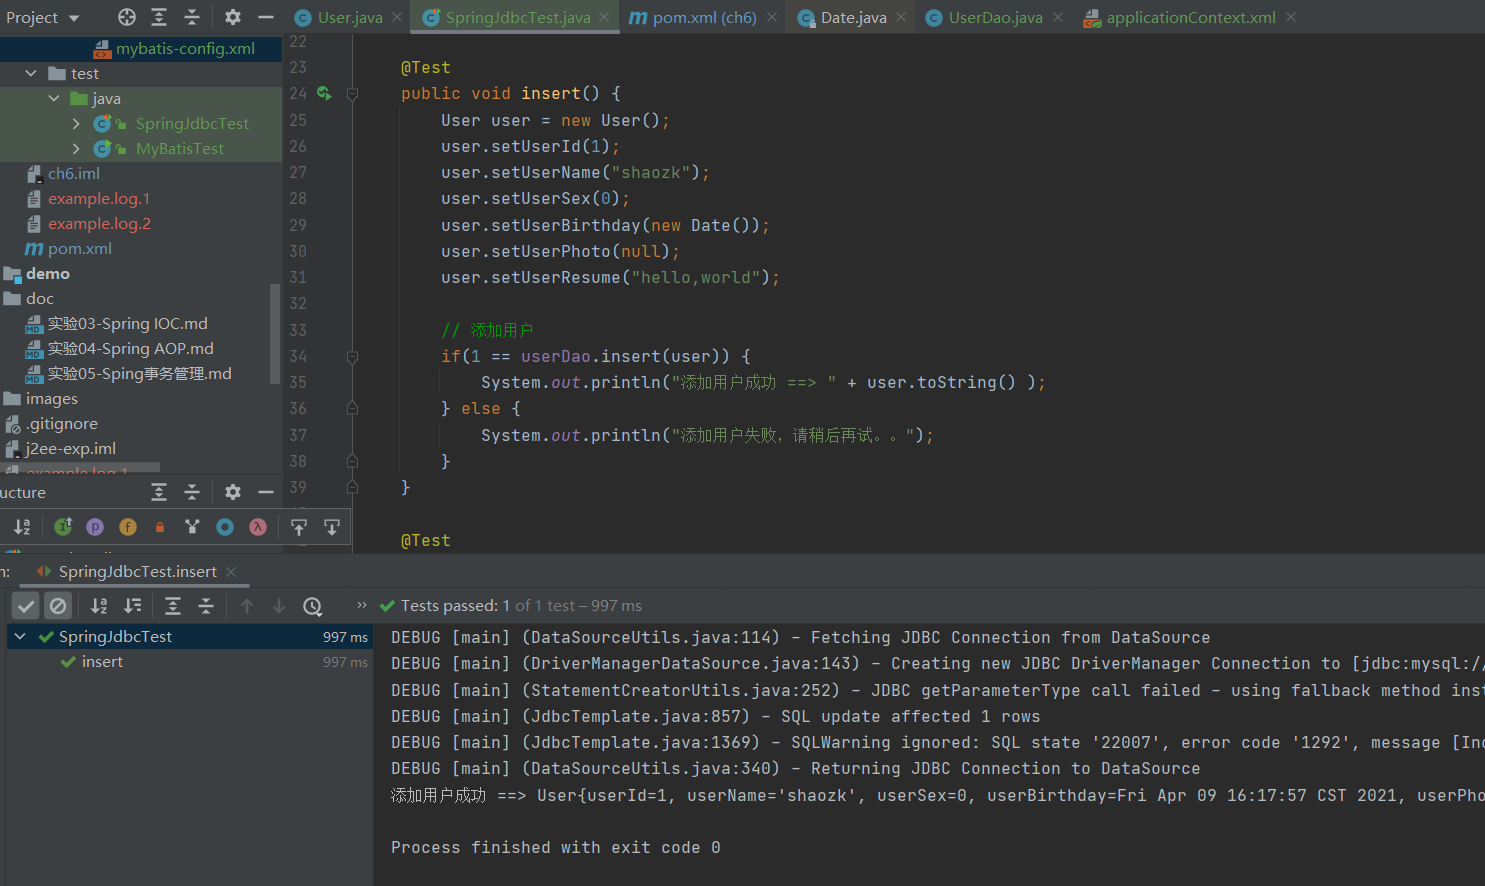 Project
User.java
SpringJdbcTest.java
pom.xml (ch6)
Date.java
UserDao.java
applicationContext.xml
mybatis-config.xml
test
java
SpringJdbcTest
MyBatisTest
ch6.iml
example.log.1
example.log.2
pom.xml
demo
doc
实验03-Spring IOC.md
实验04-Spring AOP.md
实验05-Sping事务管理.md
images
.gitignore
j2ee-exp.iml
example.log.1
ucture
22
23 @Test
24 public void insert() {
25 User user = new User();
26 user.setUserId(1);
27 user.setUserName("shaozk");
28 user.setUserSex(0);
29 user.setUserBirthday(new Date());
30 user.setUserPhoto(null);
31 user.setUserResume("hello,world");
32
33 // 添加用户
34 if(1 == userDao.insert(user)) {
35 System.out.println("添加用户成功 ==> " + user.toString() );
36 } else {
37 System.out.println("添加用户失败，请稍后再试。。");
38 }
39 }
@Test
n:
SpringJdbcTest.insert
Tests passed: 1 of 1 test – 997 ms
SpringJdbcTest 997 ms
insert 997 ms
DEBUG [main] (DataSourceUtils.java:114) - Fetching JDBC Connection from DataSource
DEBUG [main] (DriverManagerDataSource.java:143) - Creating new JDBC DriverManager Connection to [jdbc:mysql:/
DEBUG [main] (StatementCreatorUtils.java:252) - JDBC getParameterType call failed - using fallback method inst
DEBUG [main] (JdbcTemplate.java:857) - SQL update affected 1 rows
DEBUG [main] (JdbcTemplate.java:1369) - SQLWarning ignored: SQL state '22007', error code '1292', message [Inc
DEBUG [main] (DataSourceUtils.java:340) - Returning JDBC Connection to DataSource
添加用户成功 ==> User{userId=1, userName='shaozk', userSex=0, userBirthday=Fri Apr 09 16:17:57 CST 2021, userPho
Process finished with exit code 0